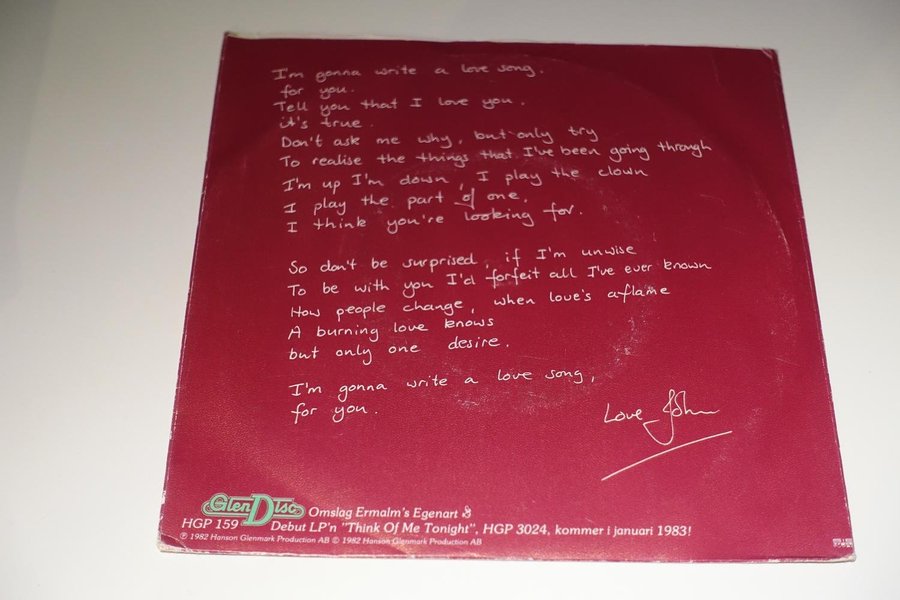 I'm gonna write a love song.
for you.
Tell you that I love you.
it's true.
Don't ask me why, but only try
To realise the things that I've been going through
I'm up I'm down, I play the clown
I play the part of one.
I think you're looking for.
So don't be surprised, if I'm unwise
To be with you I'd forfeit all I've ever known
How people change, when love's aflame
A burning love knows
but only one desire.
I'm gonna write a love song,
for you.
Love John
GlenDisc
Omslag Ermalm's Egenart
HGP 159
Debut LP'n "Think Of Me Tonight", HGP 3024, kommer i januari 1983!
℗ 1982 Hanson Glenmark Production AB © 1982 Hanson Glenmark Production AB